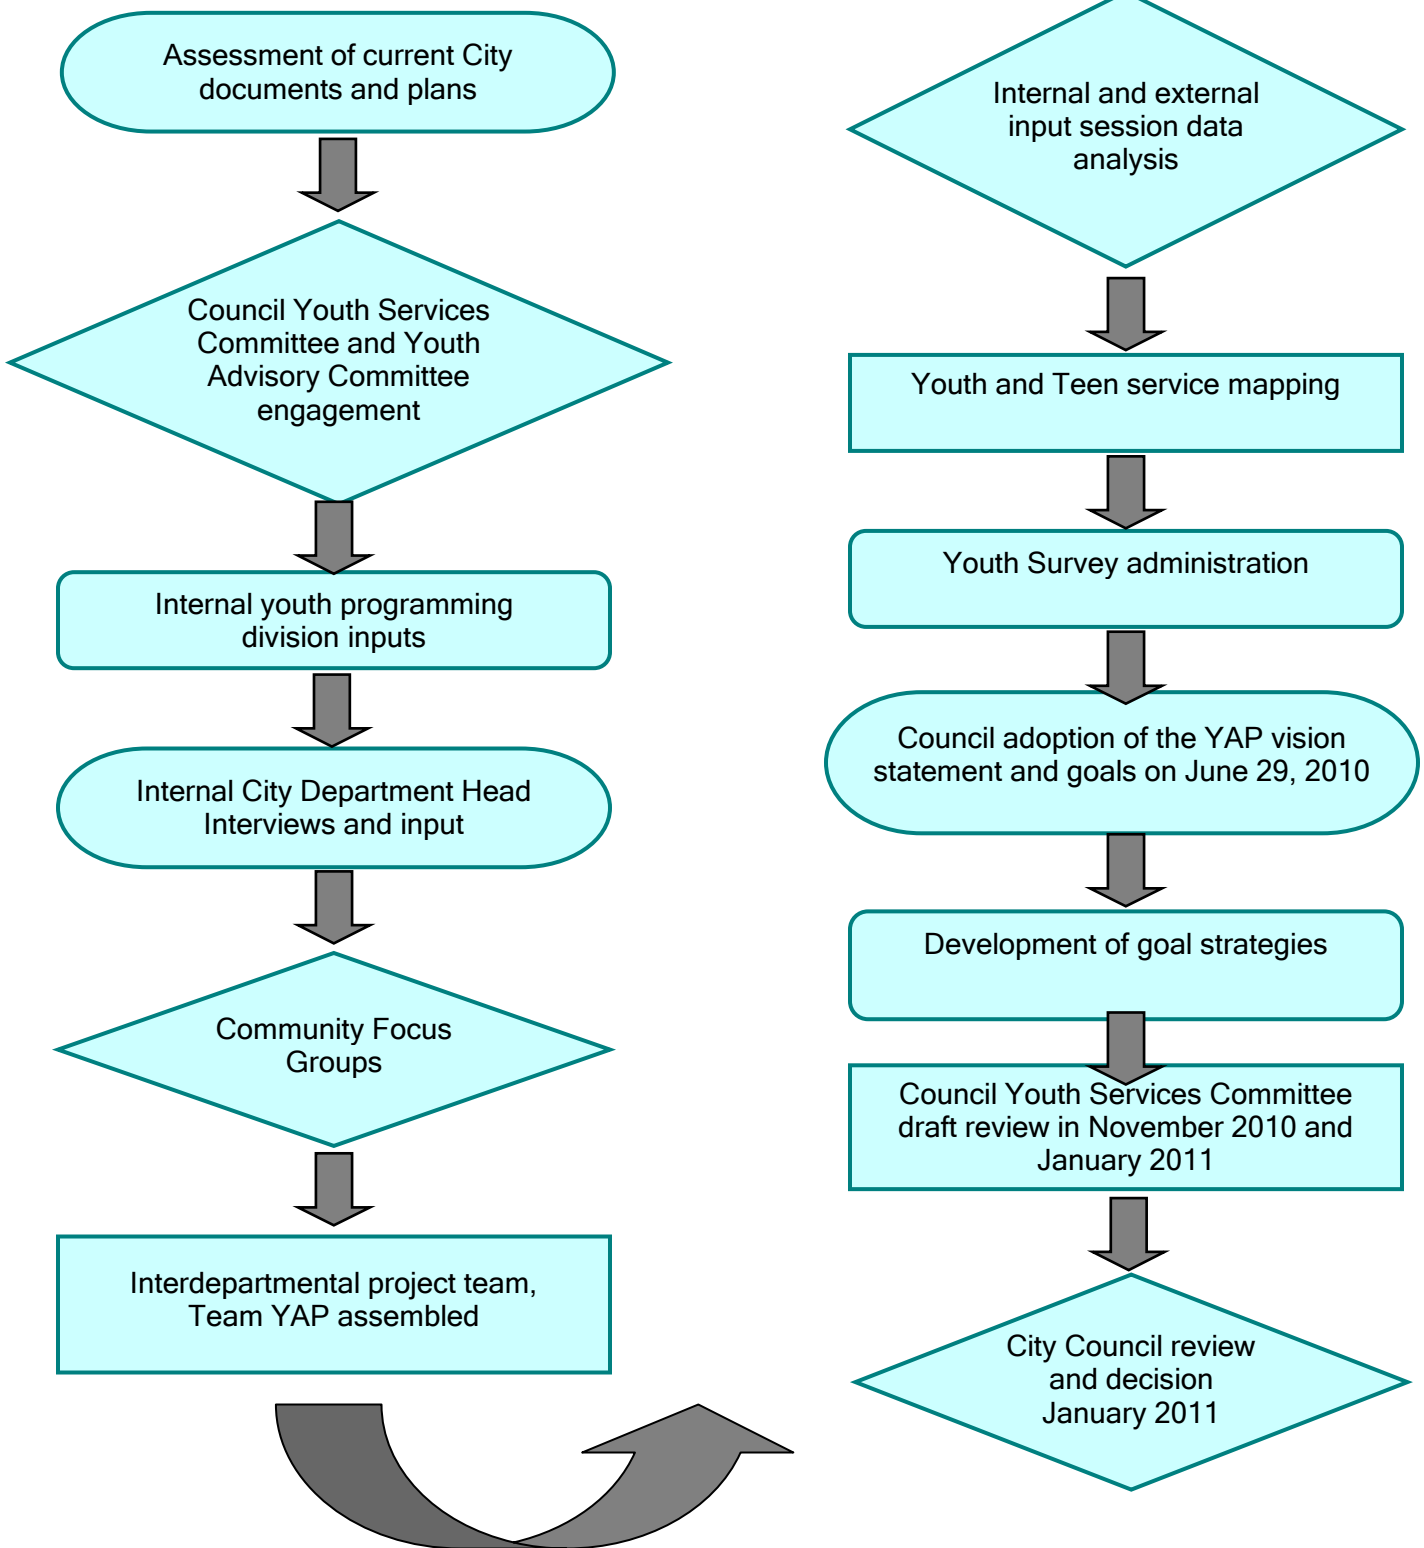 Assessment of current City
documents and plans
Council Youth Services
Committee and Youth
Advisory Committee
engagement
Internal youth programming
division inputs
Internal City Department Head
Interviews and input
Community Focus
Groups
Interdepartmental project team,
Team YAP assembled
Internal and external
input session data
analysis
Youth and Teen service mapping
Youth Survey administration
Council adoption of the YAP vision
statement and goals on June 29, 2010
Development of goal strategies
Council Youth Services Committee
draft review in November 2010 and
January 2011
City Council review
and decision
January 2011